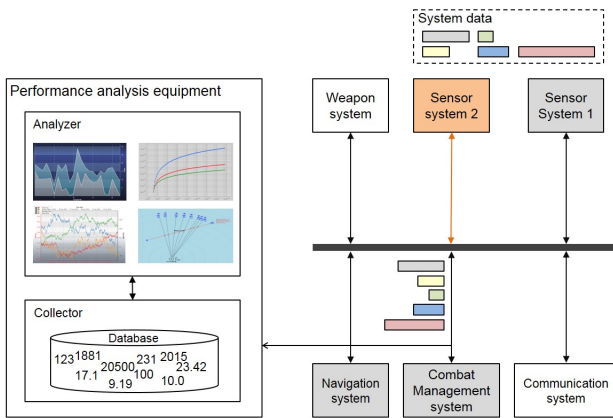 System data
Performance analysis equipment
Analyzer
Weapon
system
Sensor
system 2
Sensor
System 1
Collector
Database
123 1881 20500 231 2015
17.1 9.19 100 10.0 23.42
Navigation
system
Combat
Management
system
Communication
system